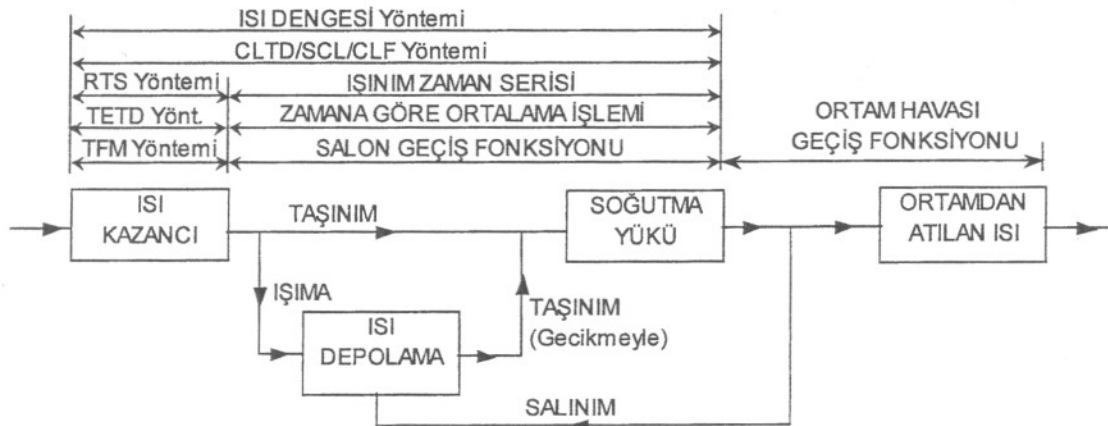 ISI DENGESİ Yöntemi
CLTD/SCL/CLF Yöntemi
RTS Yöntemi
IŞINIM ZAMAN SERİSİ
TETD Yönt.
ZAMANA GÖRE ORTALAMA İŞLEMİ
TFM Yöntemi
SALON GEÇİŞ FONKSİYONU
ORTAM HAVASI
GEÇİŞ FONKSİYONU
ISI
KAZANCI
TAŞINIM
SOĞUTMA
YÜKÜ
ORTAMDAN
ATILAN ISI
IŞIMA
ISI
DEPOLAMA
TAŞINIM
(Gecikmeyle)
SALINIM